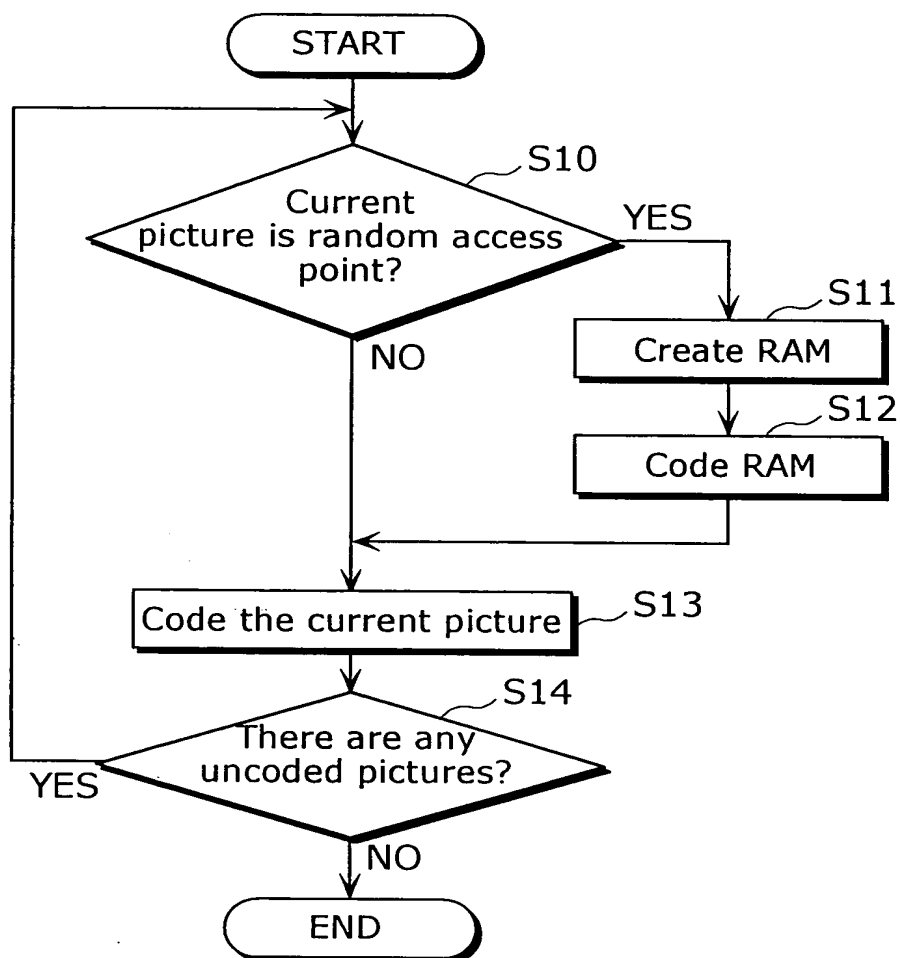 START
S10
Current
picture is random access
point?
YES
NO
S11
Create RAM
S12
Code RAM
Code the current picture
S13
S14
There are any
uncoded pictures?
YES
NO
END